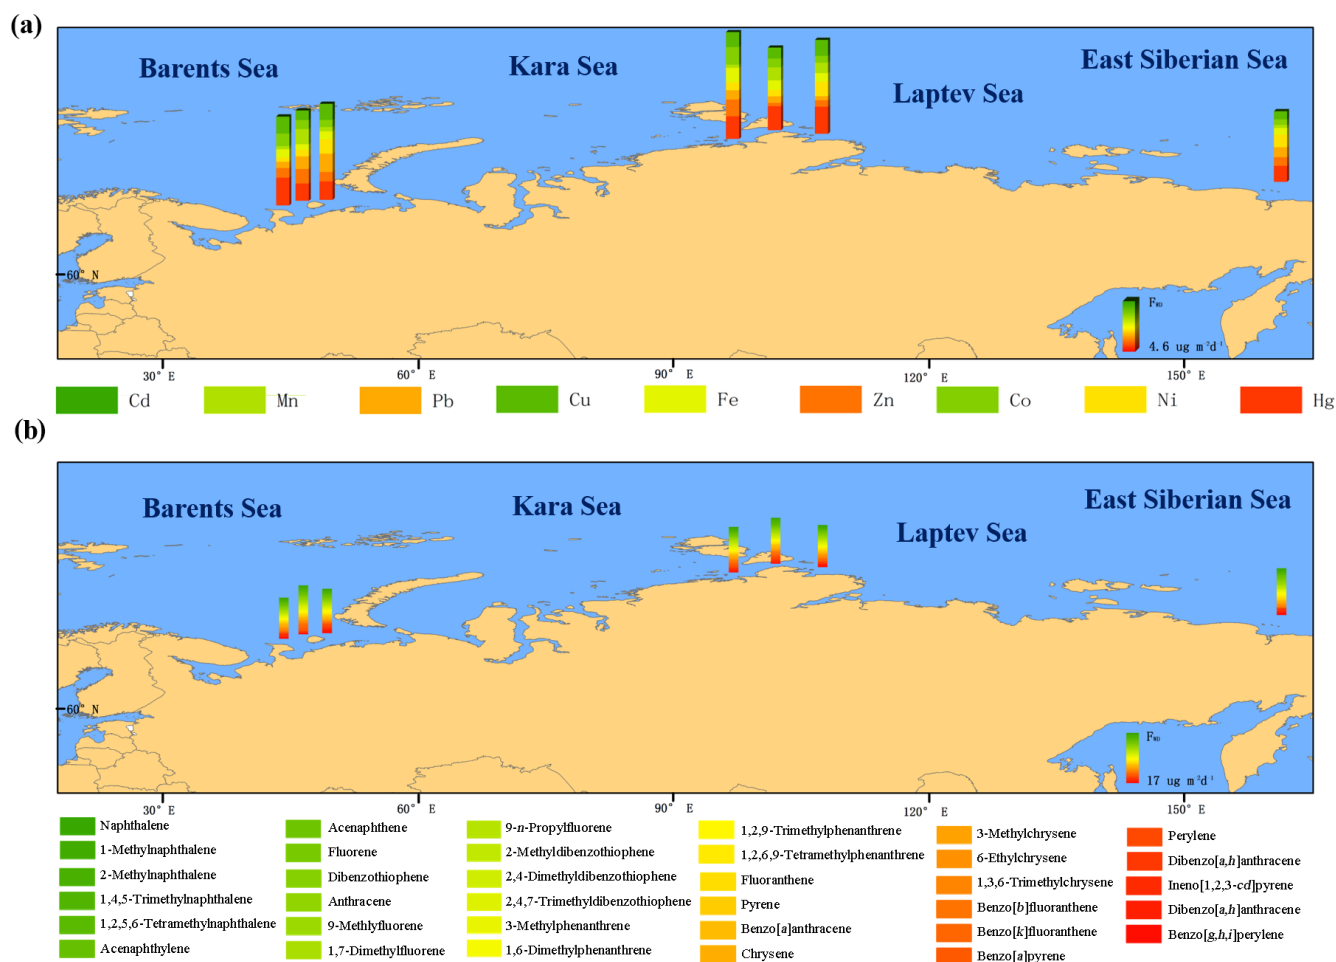 (a)
Barents Sea
Kara Sea
Laptev Sea
East Siberian Sea
60° N
F_WD
4.6 ug m⁻²d⁻¹
30° E 60° E 90° E 120° E 150° E
Cd Mn Pb Cu Fe Zn Co Ni Hg
(b)
Barents Sea
Kara Sea
Laptev Sea
East Siberian Sea
60° N
F_WD
17 ug m⁻²d⁻¹
30° E 60° E 90° E 120° E 150° E
Naphthalene
1-Methylnaphthalene
2-Methylnaphthalene
1,4,5-Trimethylnaphthalene
1,2,5,6-Tetramethylnaphthalene
Acenaphthylene
Acenaphthene
Fluorene
Dibenzothiophene
Anthracene
9-Methlyfluorene
1,7-Dimethylfluorene
9-n-Propylfluorene
2-Methyldibenzothiophene
2,4-Dimethyldibenzothiophene
2,4,7-Trimethyldibenzothiophene
3-Methylphenanthrene
1,6-Dimethylphenanthrene
1,2,9-Trimethylphenanthrene
1,2,6,9-Tetramethylphenanthrene
Fluoranthene
Pyrene
Benzo[a]anthracene
Chrysene
3-Methylchrysene
6-Ethylchrysene
1,3,6-Trimethylchrysene
Benzo[b]fluoranthene
Benzo[k]fluoranthene
Benzo[a]pyrene
Perylene
Dibenzo[a,h]anthracene
Ineno[1,2,3-cd]pyrene
Dibenzo[a,h]anthracene
Benzo[g,h,i]perylene